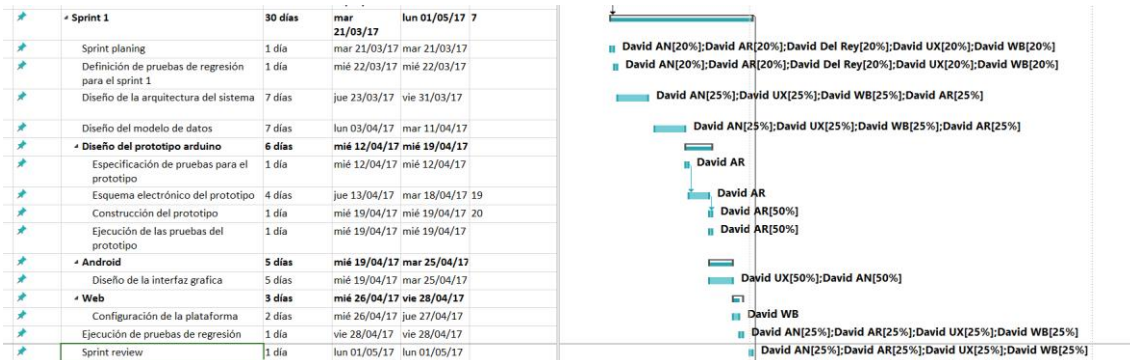 Sprint 1 30 días mar 21/03/17 lun 01/05/17 7
Sprint planing 1 día mar 21/03/17 mar 21/03/17 David AN[20%];David AR[20%];David Del Rey[20%];David UX[20%];David WB[20%]
Definición de pruebas de regresión para el sprint 1 1 día mié 22/03/17 mié 22/03/17 David AN[20%];David AR[20%];David Del Rey[20%];David UX[20%];David WB[20%]
Diseño de la arquitectura del sistema 7 días jue 23/03/17 vie 31/03/17 David AN[25%];David UX[25%];David WB[25%];David AR[25%]
Diseño del modelo de datos 7 días lun 03/04/17 mar 11/04/17 David AN[25%];David UX[25%];David WB[25%];David AR[25%]
Diseño del prototipo arduino 6 días mié 12/04/17 mié 19/04/17
Especificación de pruebas para el prototipo 1 día mié 12/04/17 mié 12/04/17 David AR
Esquema electrónico del prototipo 4 días jue 13/04/17 mar 18/04/17 19 David AR
Construcción del prototipo 1 día mié 19/04/17 mié 19/04/17 20 David AR[50%]
Ejecución de las pruebas del prototipo 1 día mié 19/04/17 mié 19/04/17 David AR[50%]
Android 5 días mié 19/04/17 mar 25/04/17
Diseño de la interfaz grafica 5 días mié 19/04/17 mar 25/04/17 David UX[50%];David AN[50%]
Web 3 días mié 26/04/17 vie 28/04/17
Configuración de la plataforma 2 días mié 26/04/17 jue 27/04/17 David WB
Ejecución de pruebas de regresión 1 día vie 28/04/17 vie 28/04/17 David AN[25%];David AR[25%];David UX[25%];David WB[25%]
Sprint review 1 día lun 01/05/17 lun 01/05/17 David AN[25%];David AR[25%];David UX[25%];David WB[25%]